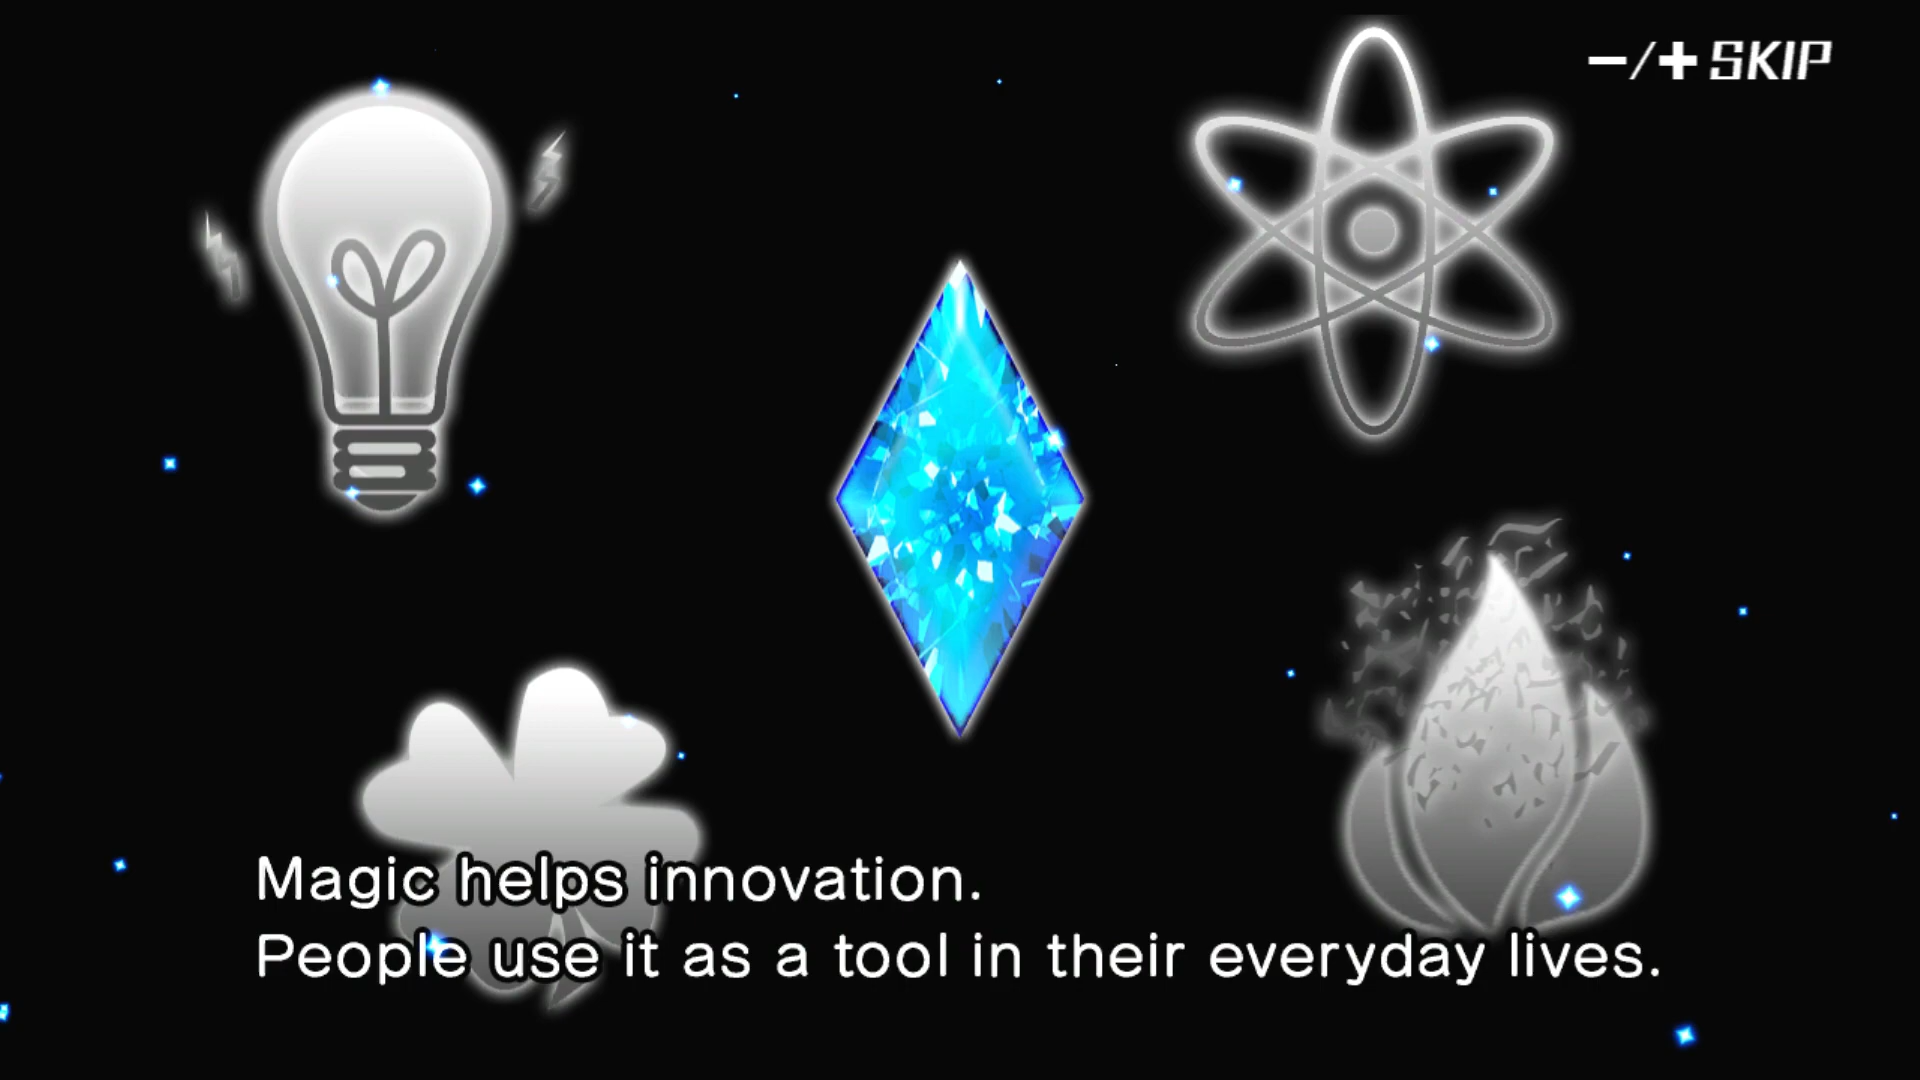 −/+ SKIP
Magic helps innovation.
People use it as a tool in their everyday lives.